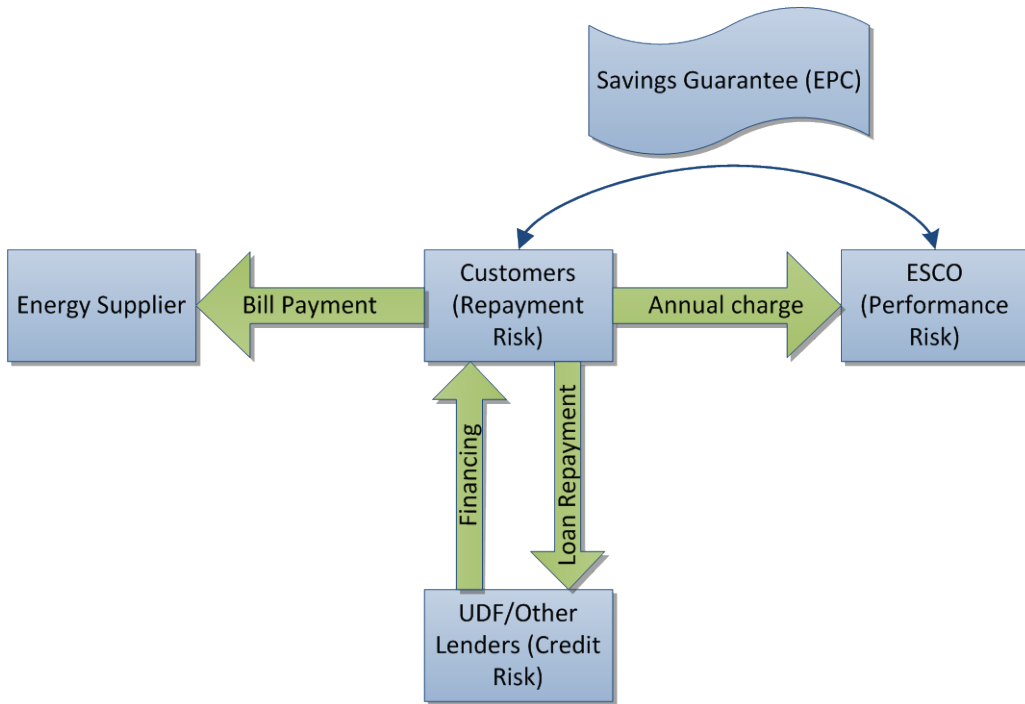 Savings Guarantee (EPC)
Energy Supplier
Bill Payment
Customers
(Repayment
Risk)
Annual charge
ESCO
(Performance
Risk)
Financing
Loan Repayment
UDF/Other
Lenders (Credit
Risk)